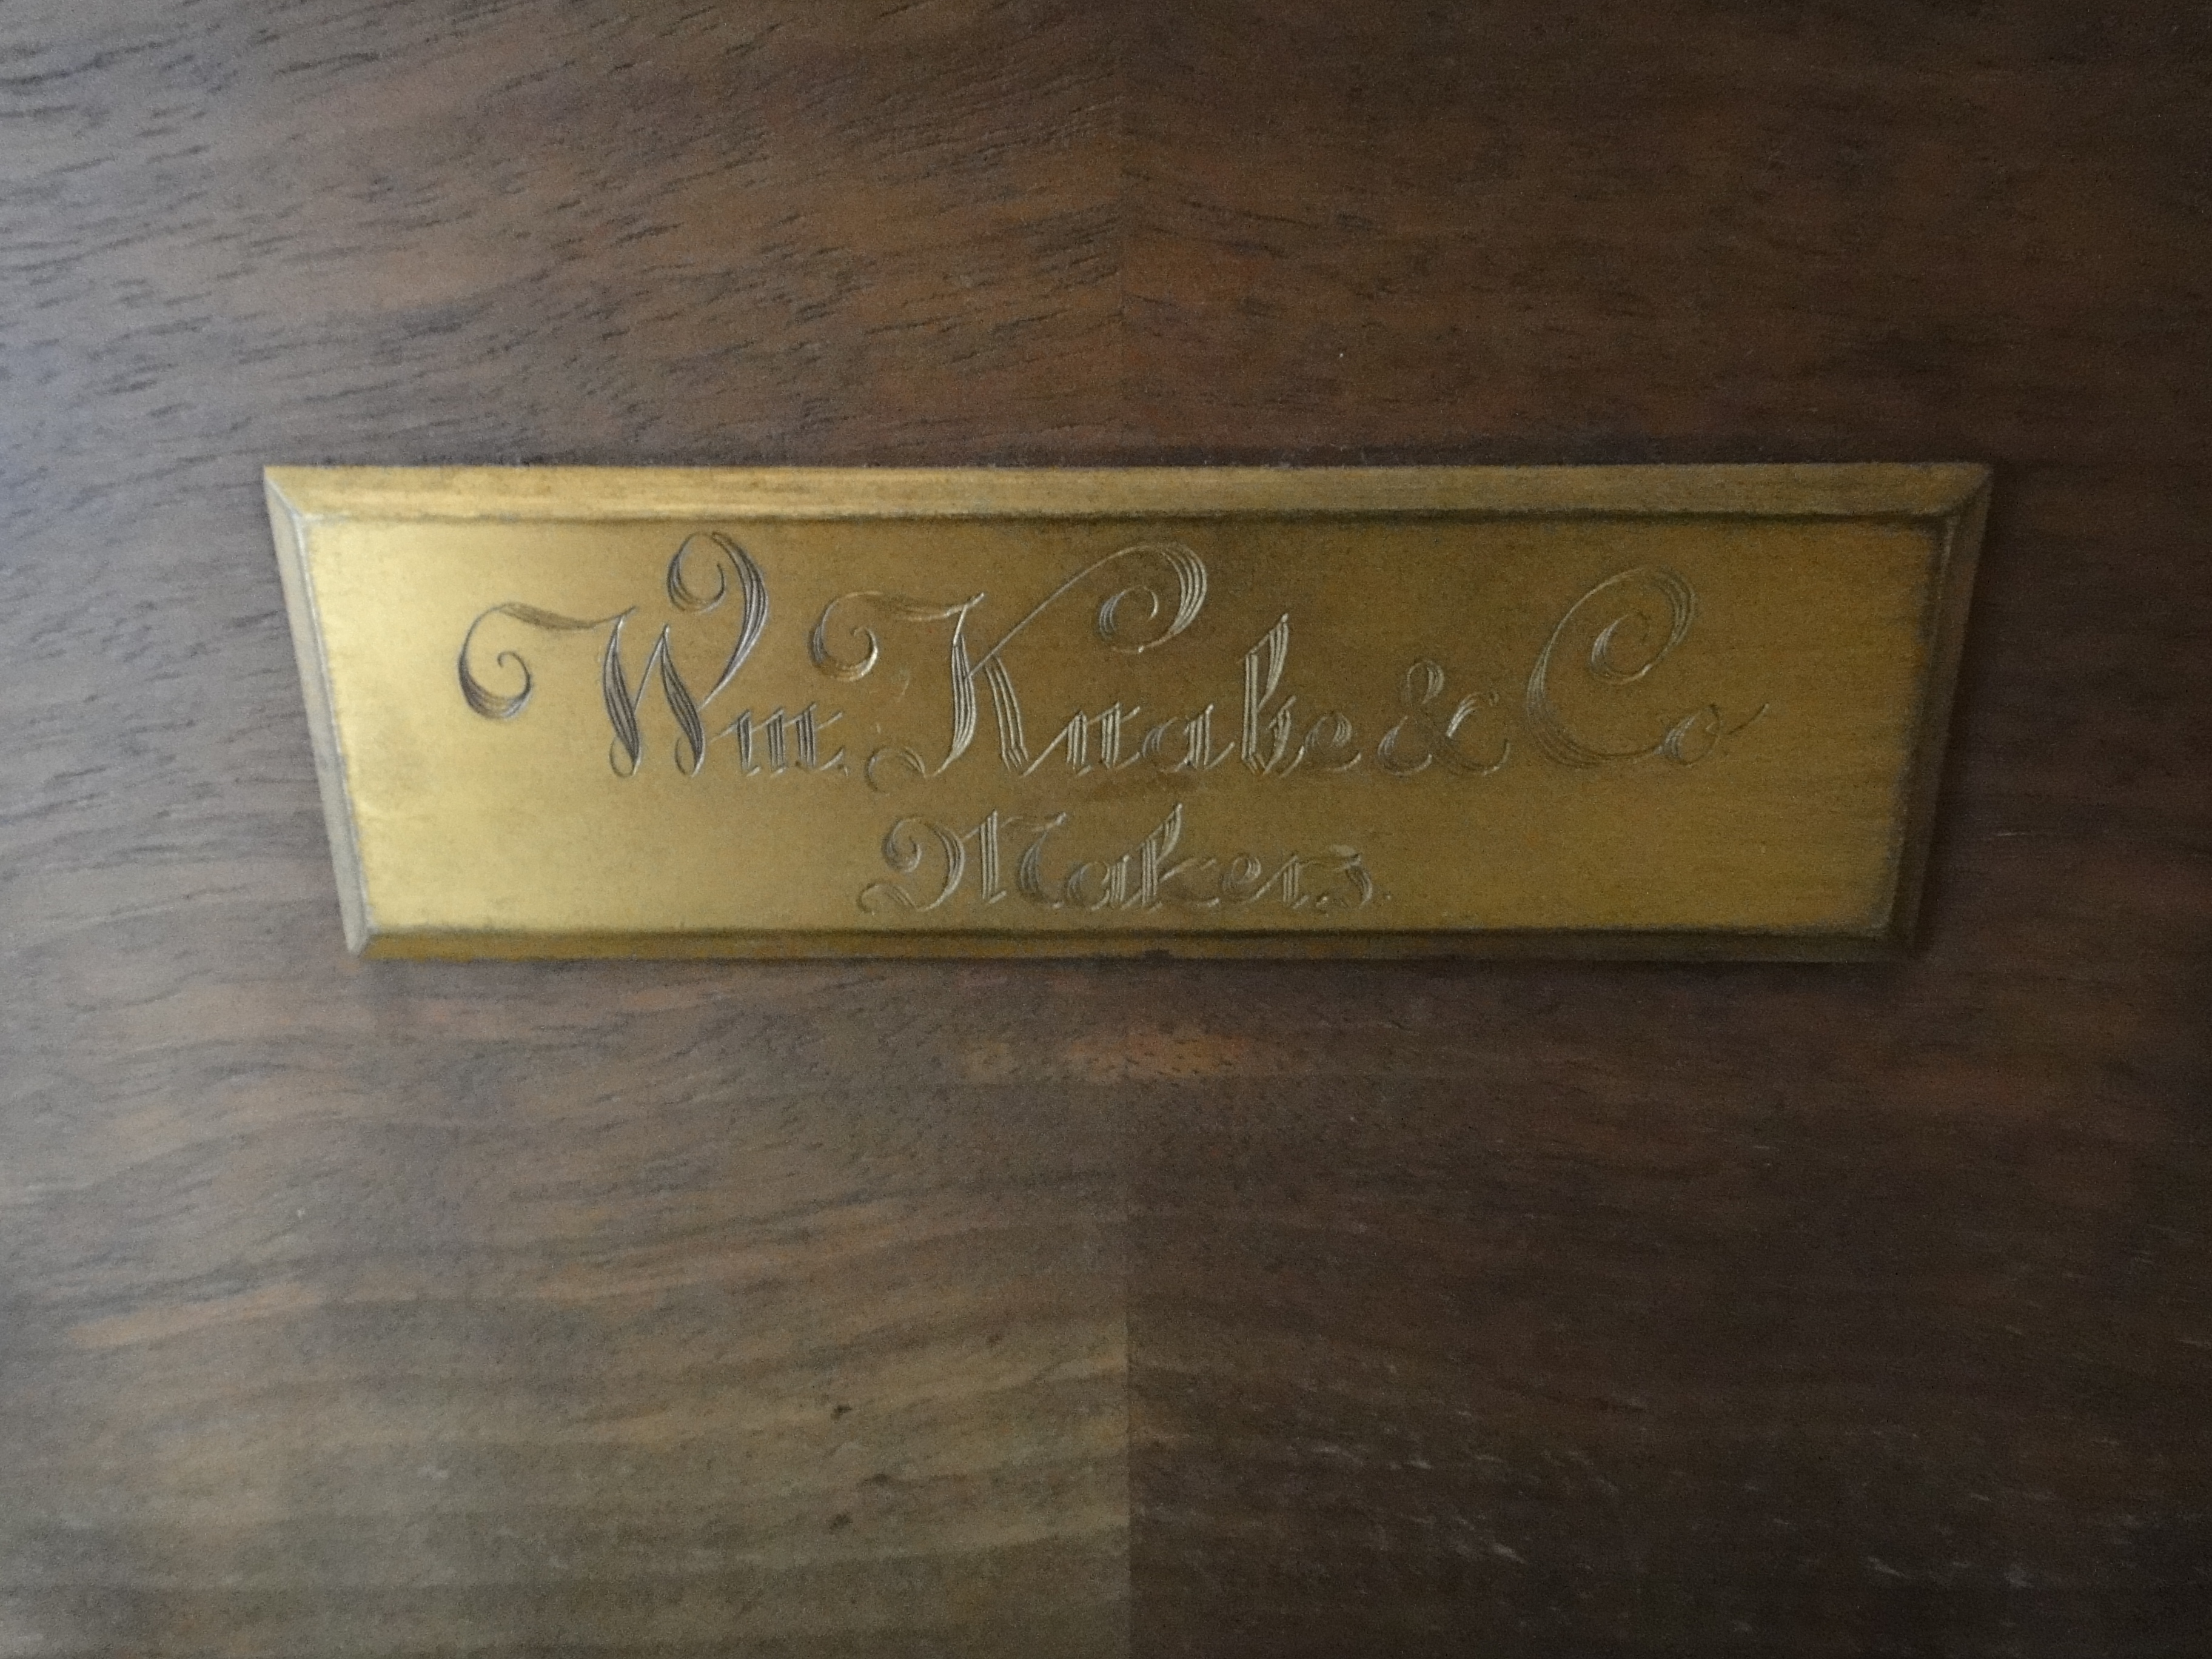 Wm. Knabe & Co
Makers.